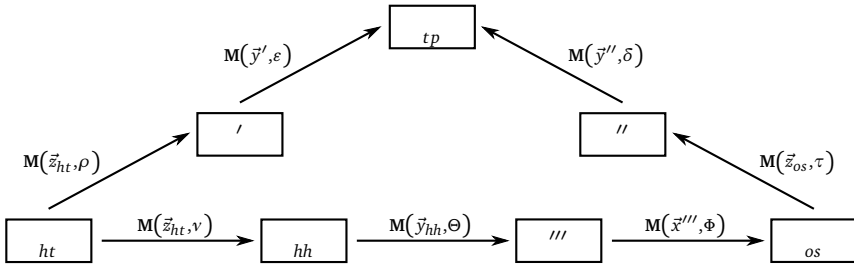 tp
M(y⃗′,ε) M(y⃗″,δ)
′ ″
M(z⃗ht,ρ) M(z⃗os,τ)
M(z⃗ht,ν) M(y⃗hh,Θ) M(x⃗‴,Φ)
ht hh ‴ os